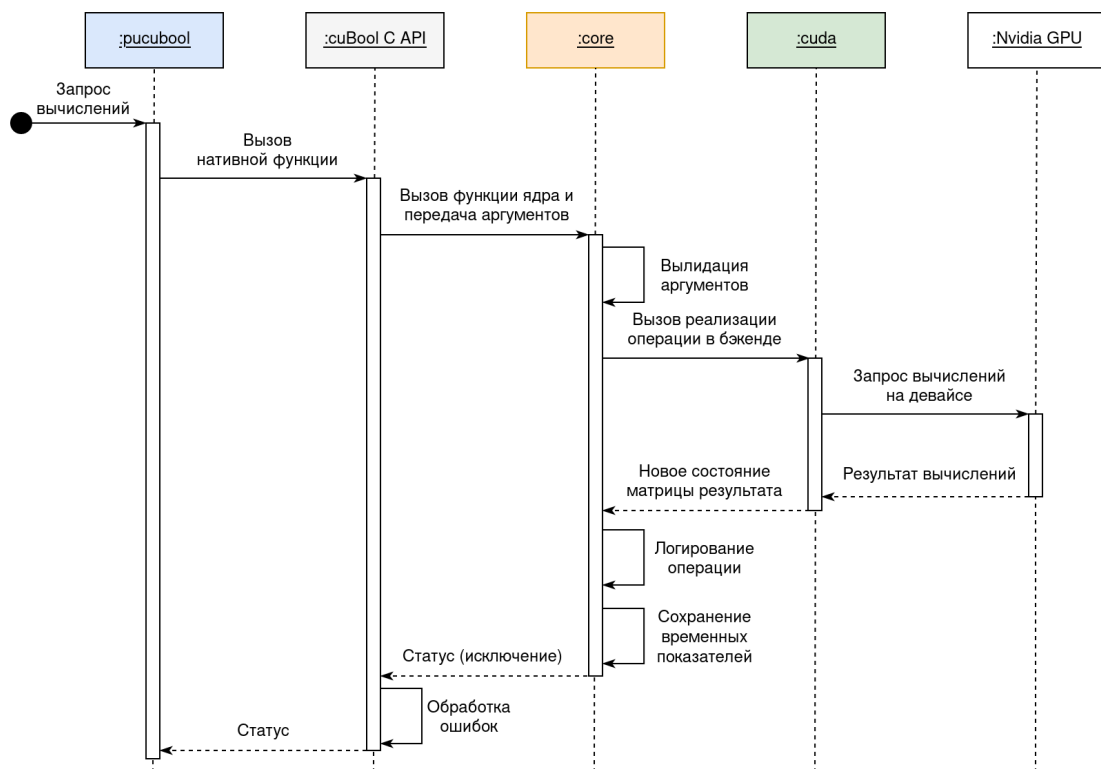 :pucubool
:cuBool C API
:core
:cuda
:Nvidia GPU
Запрос
вычислений
Вызов
нативной функции
Вызов функции ядра и
передача аргументов
Вылидация
аргументов
Вызов реализации
операции в бэкенде
Запрос вычислений
на девайсе
Результат вычислений
Новое состояние
матрицы результата
Логирование
операции
Сохранение
временных
показателей
Статус (исключение)
Обработка
ошибок
Статус